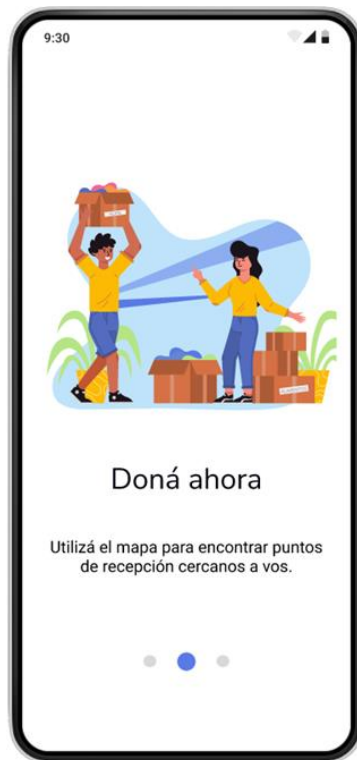 9:30
Doná ahora
Utilizá el mapa para encontrar puntos
de recepción cercanos a vos.